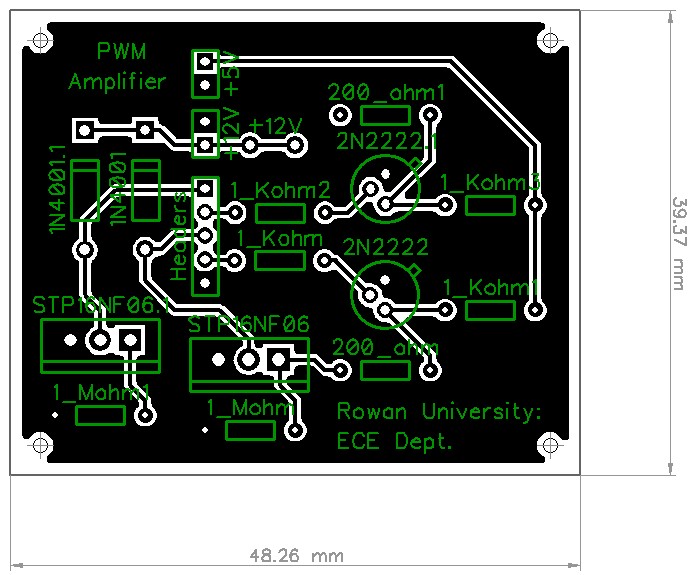 PWM
Amplifier
+5V
200_ohm1
+12V
+12V
2N2222.1
1N4001.1
1N4001
1_Kohm2
1_Kohm3
Headers
1_Kohm
2N2222
1_Kohm1
STP16NF06.1
STP16NF06
200_ohm
1_Mohm1
1_Mohm
Rowan University:
ECE Dept.
39.37 mm
48.26 mm